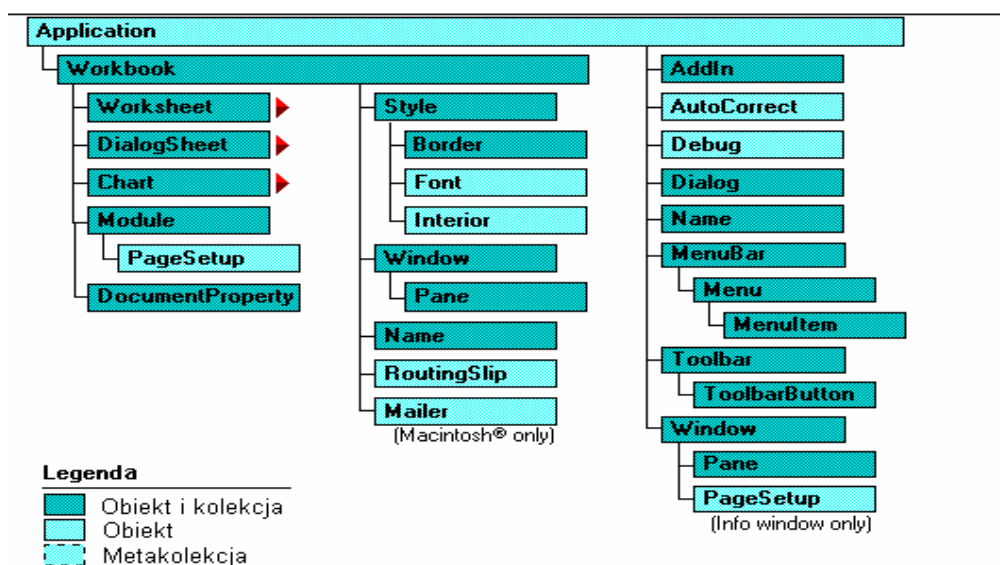 Application
Workbook
Worksheet
DialogSheet
Chart
Module
PageSetup
DocumentProperty
Style
Border
Font
Interior
Window
Pane
Name
RoutingSlip
Mailer
(Macintosh® only)
AddIn
AutoCorrect
Debug
Dialog
Name
MenuBar
Menu
MenuItem
Toolbar
ToolbarButton
Window
Pane
PageSetup
(Info window only)
Legenda
Obiekt i kolekcja
Obiekt
Metakolekcja